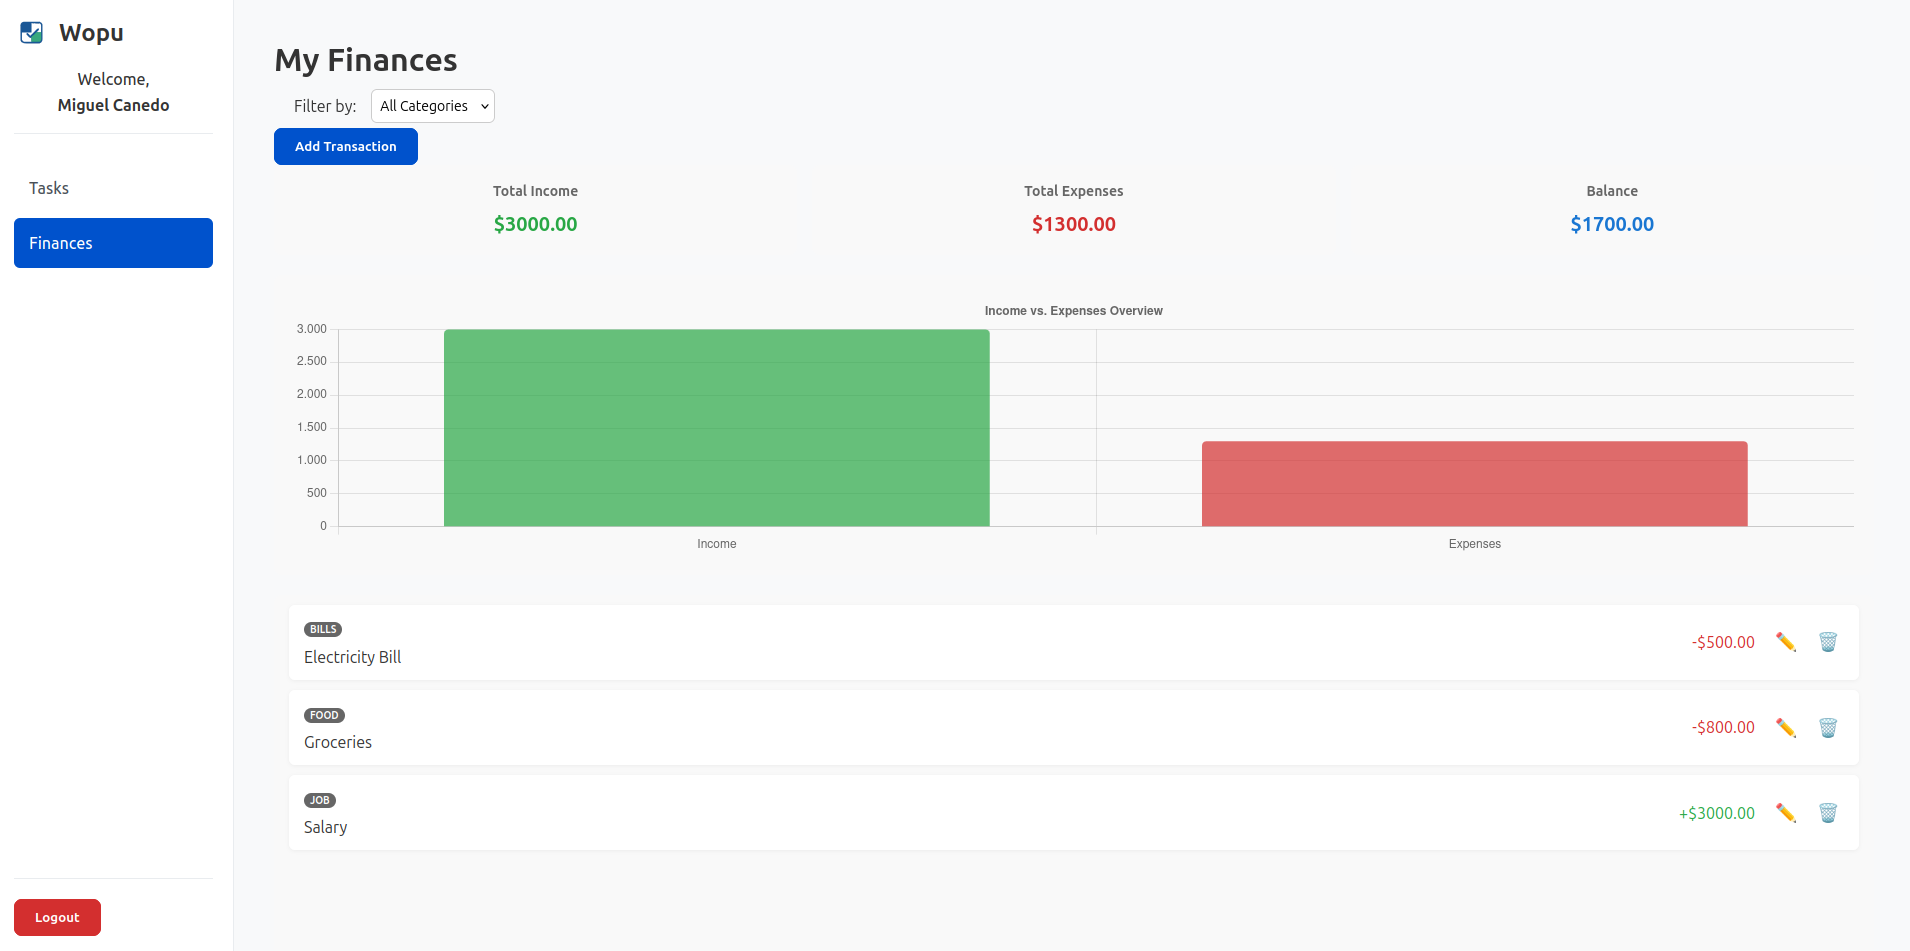 Wopu
Welcome,
Miguel Canedo
Tasks
Finances
Logout
My Finances
Filter by: All Categories
Add Transaction
Total Income
$3000.00
Total Expenses
$1300.00
Balance
$1700.00
Income vs. Expenses Overview
3.000
2.500
2.000
1.500
1.000
500
0
Income
Expenses
BILLS
Electricity Bill
-$500.00
FOOD
Groceries
-$800.00
JOB
Salary
+$3000.00